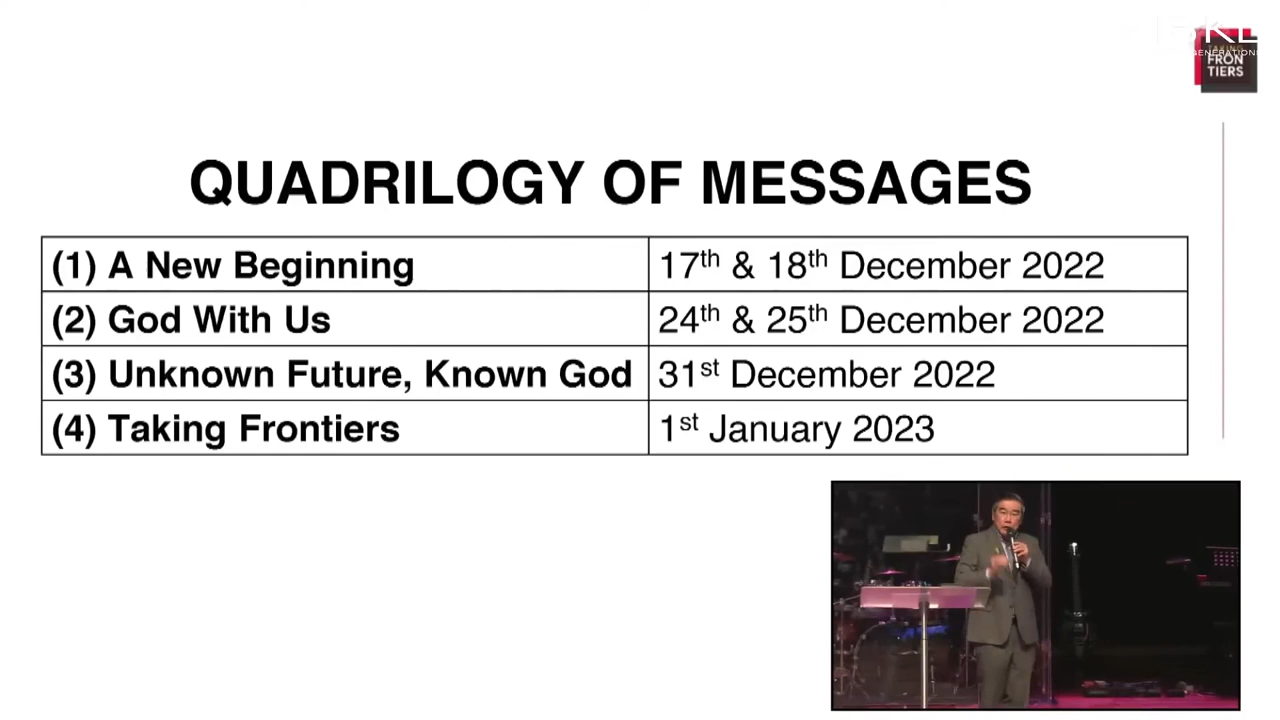 TAKING
FRON
TIERS
QUADRILOGY OF MESSAGES
(1) A New Beginning 17th & 18th December 2022
(2) God With Us 24th & 25th December 2022
(3) Unknown Future, Known God 31st December 2022
(4) Taking Frontiers 1st January 2023